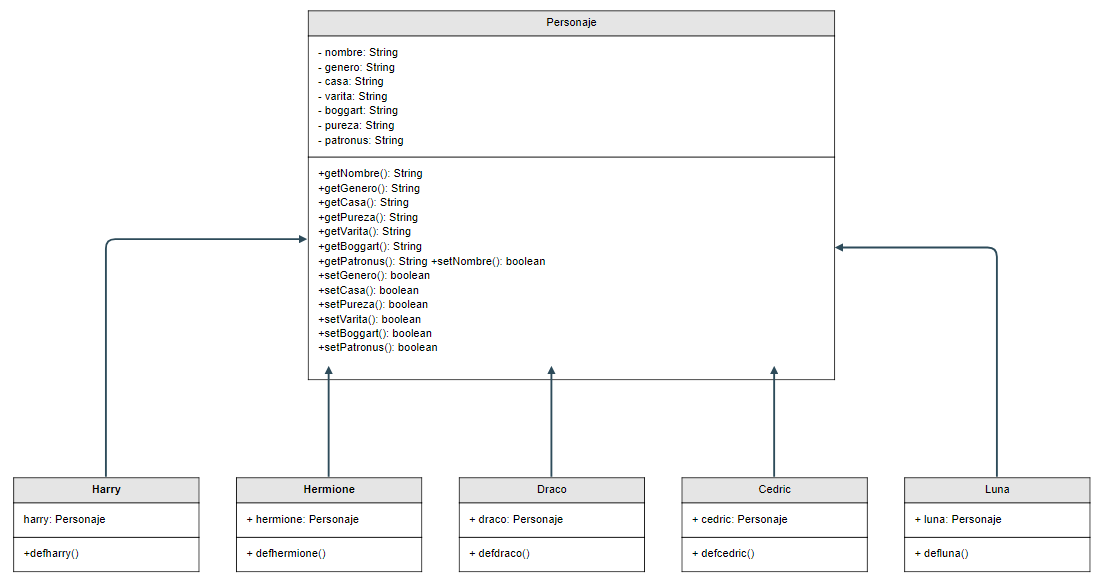 Personaje
- nombre: String
- genero: String
- casa: String
- varita: String
- boggart: String
- pureza: String
- patronus: String
+getNombre(): String
+getGenero(): String
+getCasa(): String
+getPureza(): String
+getVarita(): String
+getBoggart(): String
+getPatronus(): String +setNombre(): boolean
+setGenero(): boolean
+setCasa(): boolean
+setPureza(): boolean
+setVarita(): boolean
+setBoggart(): boolean
+setPatronus(): boolean
Harry
harry: Personaje
+defharry()
Hermione
+ hermione: Personaje
+ defhermione()
Draco
+ draco: Personaje
+ defdraco()
Cedric
+ cedric: Personaje
+ defcedric()
Luna
+ luna: Personaje
+ defluna()